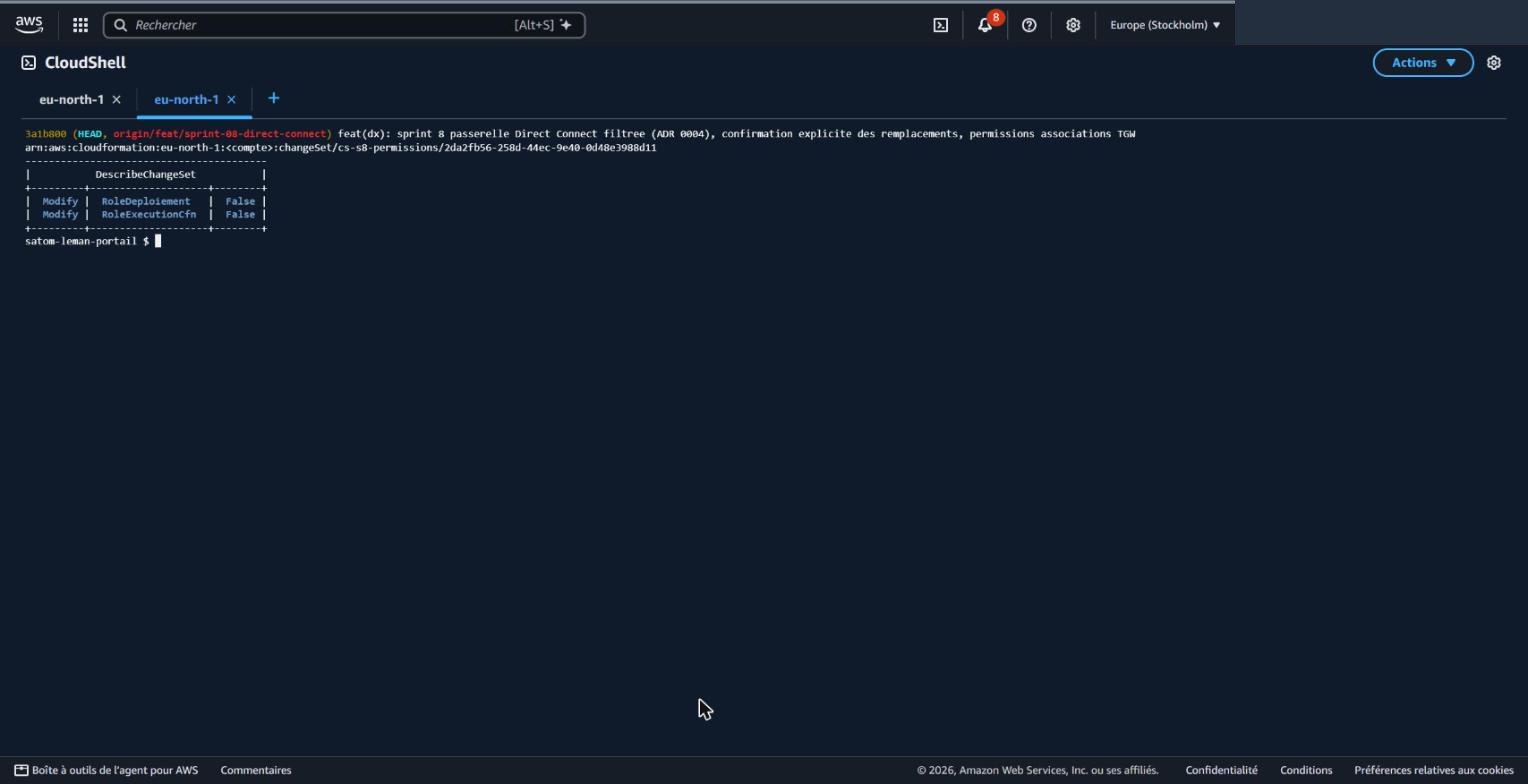 aws
Rechercher [Alt+S]
8
Europe (Stockholm) ▼
CloudShell
Actions ▼
eu-north-1 ×
eu-north-1 ×
+
3a1b800 (HEAD, origin/feat/sprint-08-direct-connect) feat(dx): sprint 8 passerelle Direct Connect filtree (ADR 0004), confirmation explicite des remplacements, permissions associations TGW
arn:aws:cloudformation:eu-north-1:<compte>:changeSet/cs-s8-permissions/2da2fb56-258d-44ec-9e40-0d48e3988d11
---------------------------------------
| DescribeChangeSet |
+---------+--------------------+--------+
| Modify | RoleDeploiement | False |
| Modify | RoleExecutionCfn | False |
+---------+--------------------+--------+
satom-leman-portail $
Boîte à outils de l'agent pour AWS Commentaires © 2026, Amazon Web Services, Inc. ou ses affiliés. Confidentialité Conditions Préférences relatives aux cookies